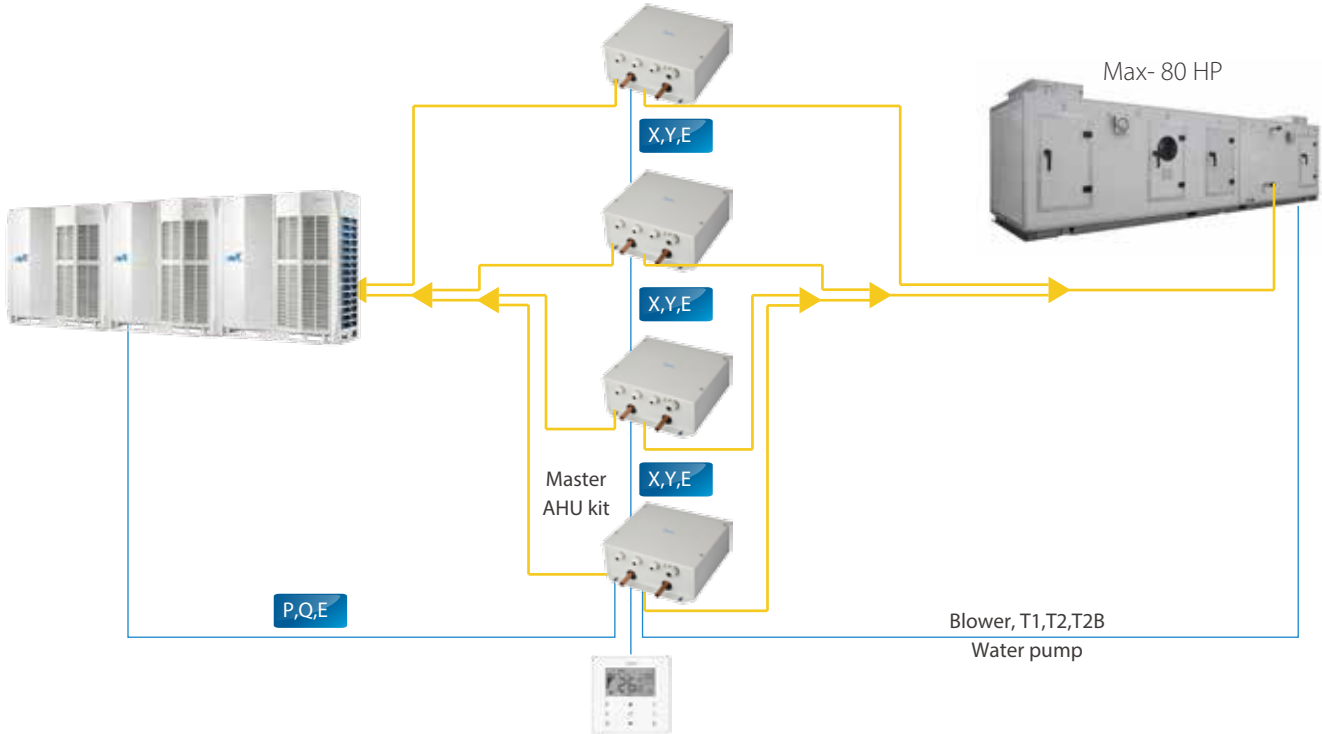 Max- 80 HP
X,Y,E
X,Y,E
X,Y,E
Master
AHU kit
P,Q,E
Blower, T1,T2,T2B
Water pump